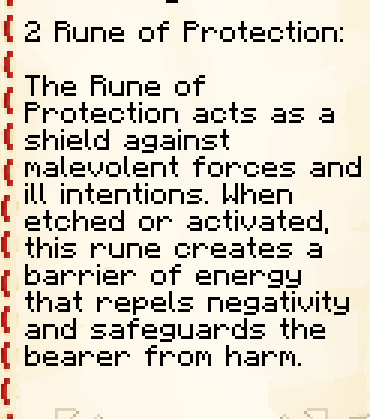 2 Rune of Protection:
The Rune of
Protection acts as a
shield against
malevolent forces and
ill intentions. When
etched or activated,
this rune creates a
barrier of energy
that repels negativity
and safeguards the
bearer from harm.